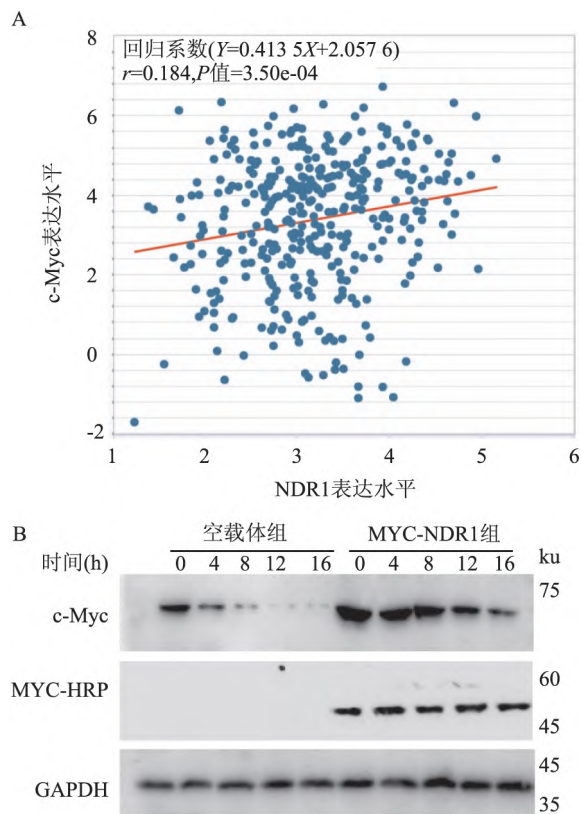 A
回归系数(Y=0.413 5X+2.057 6)
r=0.184,P值=3.50e-04
c-Myc表达水平
8
6
4
2
0
-2
1 2 3 4 5 6
NDR1表达水平
B
空载体组 MYC-NDR1组
时间(h) 0 4 8 12 16 0 4 8 12 16 ku
c-Myc 75
MYC-HRP 60
45
GAPDH 45
35